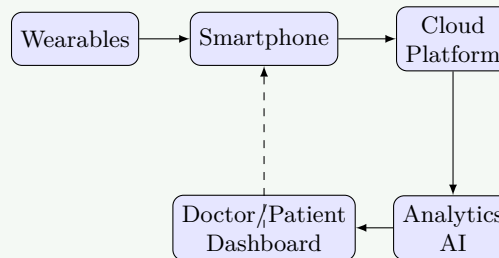 Wearables
Smartphone
Cloud
Platform
Doctor/Patient
Dashboard
Analytics
AI